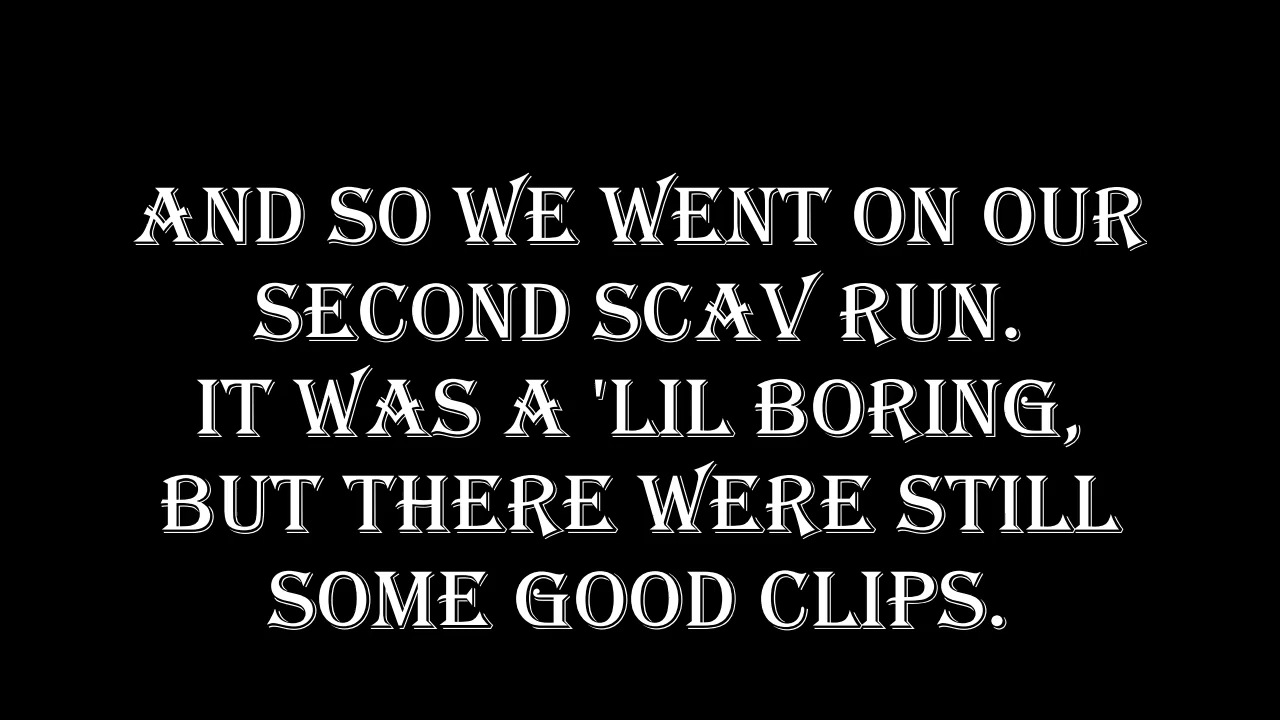 AND SO WE WENT ON OUR
SECOND SCAV RUN.
IT WAS A 'LIL BORING,
BUT THERE WERE STILL
SOME GOOD CLIPS.